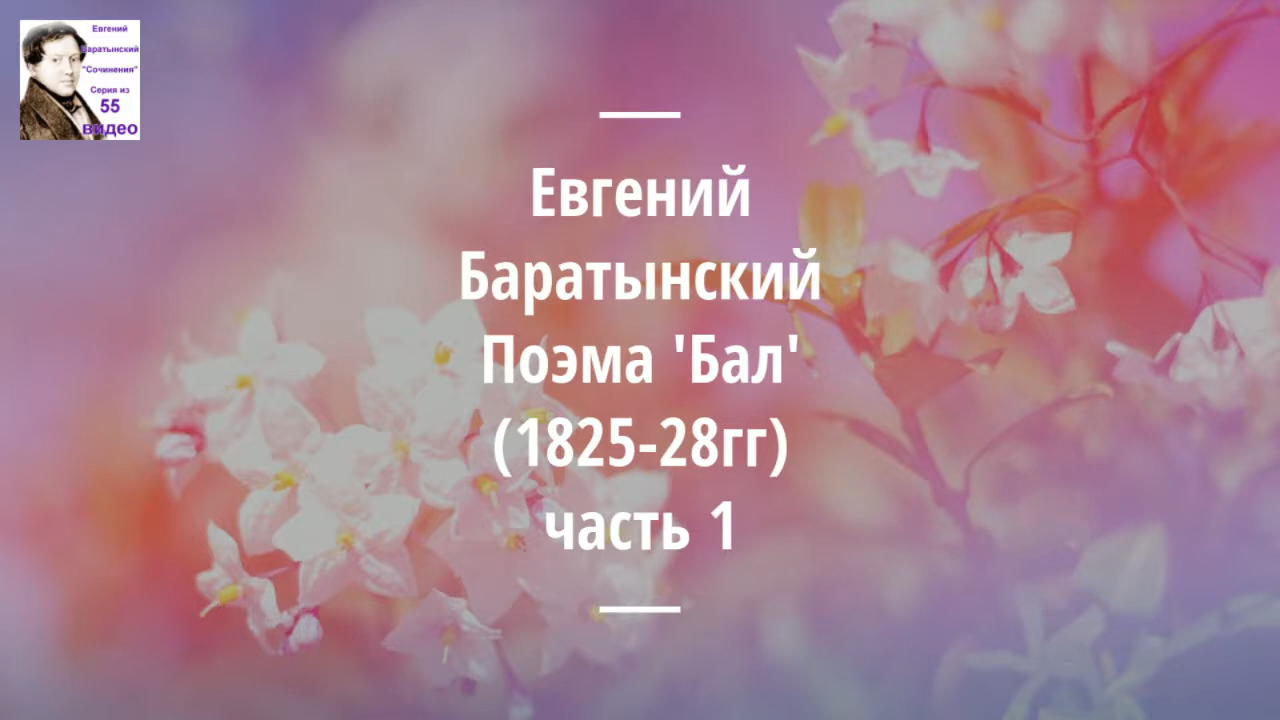 Евгений
Баратынский
"Сочинения"
Серия из
55
видео
Евгений
Баратынский
Поэма 'Бал'
(1825-28гг)
часть 1